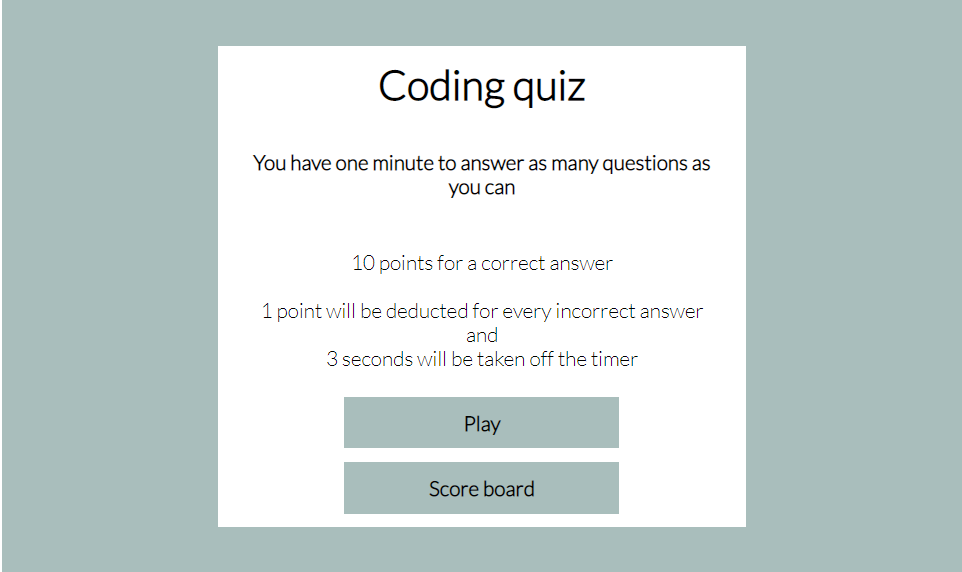 Coding quiz
You have one minute to answer as many questions as
you can
10 points for a correct answer
1 point will be deducted for every incorrect answer
and
3 seconds will be taken off the timer
Play
Score board